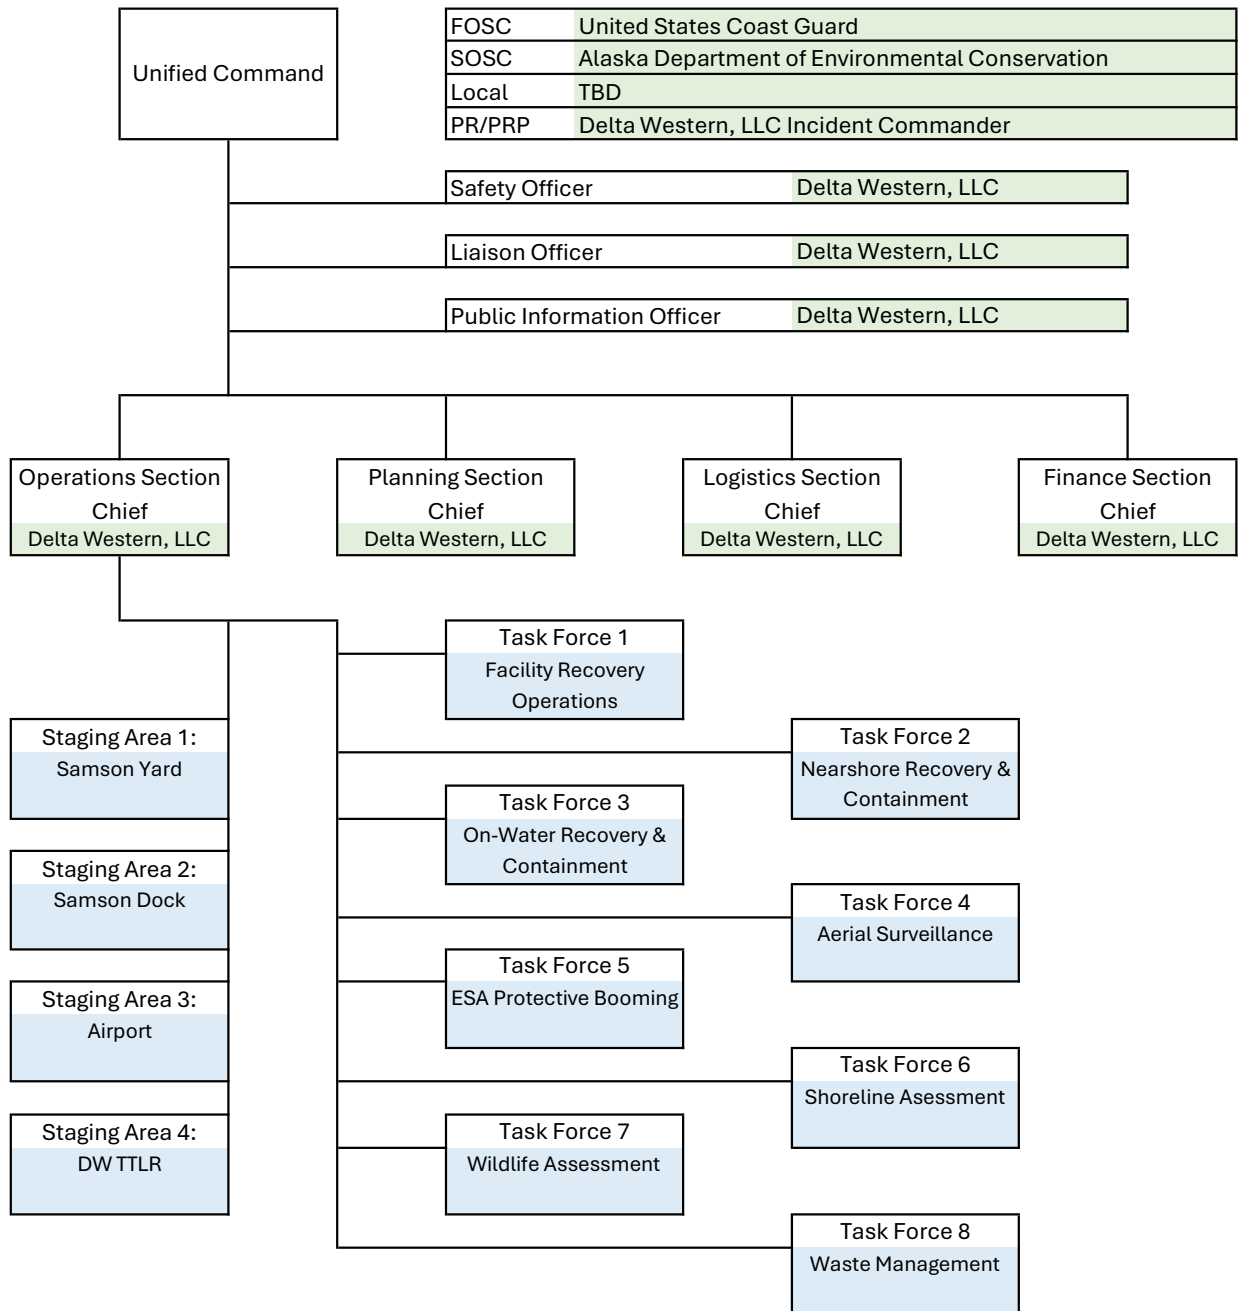 Unified Command
FOSC United States Coast Guard
SOSC Alaska Department of Environmental Conservation
Local TBD
PR/PRP Delta Western, LLC Incident Commander
Safety Officer Delta Western, LLC
Liaison Officer Delta Western, LLC
Public Information Officer Delta Western, LLC
Operations Section
Chief
Delta Western, LLC
Planning Section
Chief
Delta Western, LLC
Logistics Section
Chief
Delta Western, LLC
Finance Section
Chief
Delta Western, LLC
Staging Area 1:
Samson Yard
Staging Area 2:
Samson Dock
Staging Area 3:
Airport
Staging Area 4:
DW TTLR
Task Force 1
Facility Recovery
Operations
Task Force 2
Nearshore Recovery &
Containment
Task Force 3
On-Water Recovery &
Containment
Task Force 4
Aerial Surveillance
Task Force 5
ESA Protective Booming
Task Force 6
Shoreline Asessment
Task Force 7
Wildlife Assessment
Task Force 8
Waste Management